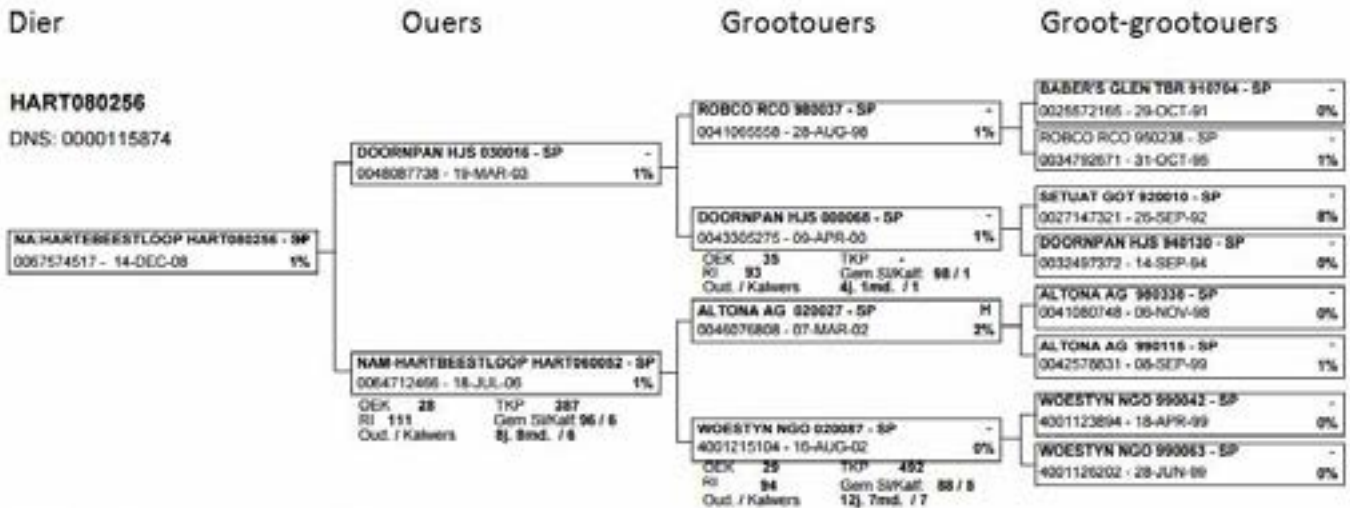 Dier
Ouers
Grootouers
Groot-grootouers
HART080256
DNS: 0000115874
NA:HARTEBEESTLOOP HART080256 - SP
0067574517 - 14-DEC-08 1%
DOORNPAN HJS 030016 - SP -
0048087738 - 19-MAR-03 1%
NAM-HARTBEESTLOOP HART060052 - SP
0064712466 - 18-JUL-06 1%
OEK 28 TKP 387
RI 111 Gem SI/Kalf: 96 / 6
Oud. / Kalwers 8j. 8md. / 6
ROBCO RCO 980037 - SP -
0041065558 - 28-AUG-98 1%
DOORNPAN HJS 000068 - SP -
0043305275 - 09-APR-00 1%
OEK 35 TKP -
RI 93 Gem SI/Kalf: 98 / 1
Oud. / Kalwers 4j. 1md. / 1
ALTONA AG 020027 - SP H
0046076808 - 07-MAR-02 2%
WOESTYN NGO 020087 - SP -
4001215104 - 16-AUG-02 0%
OEK 29 TKP 492
RI 94 Gem SI/Kalf: 88 / 5
Oud. / Kalwers 12j. 7md. / 7
BABER'S GLEN TBR 910704 - SP -
0025572165 - 29-OCT-91 0%
ROBCO RCO 950238 - SP -
0034792671 - 31-OCT-95 1%
SETUAT GOT 920010 - SP -
0027147321 - 26-SEP-92 8%
DOORNPAN HJS 940130 - SP -
0032497372 - 14-SEP-94 0%
ALTONA AG 980338 - SP -
0041080748 - 06-NOV-98 0%
ALTONA AG 990115 - SP -
0042578831 - 08-SEP-99 1%
WOESTYN NGO 990042 - SP -
4001123894 - 18-APR-99 0%
WOESTYN NGO 990063 - SP -
4001126202 - 28-JUN-99 0%